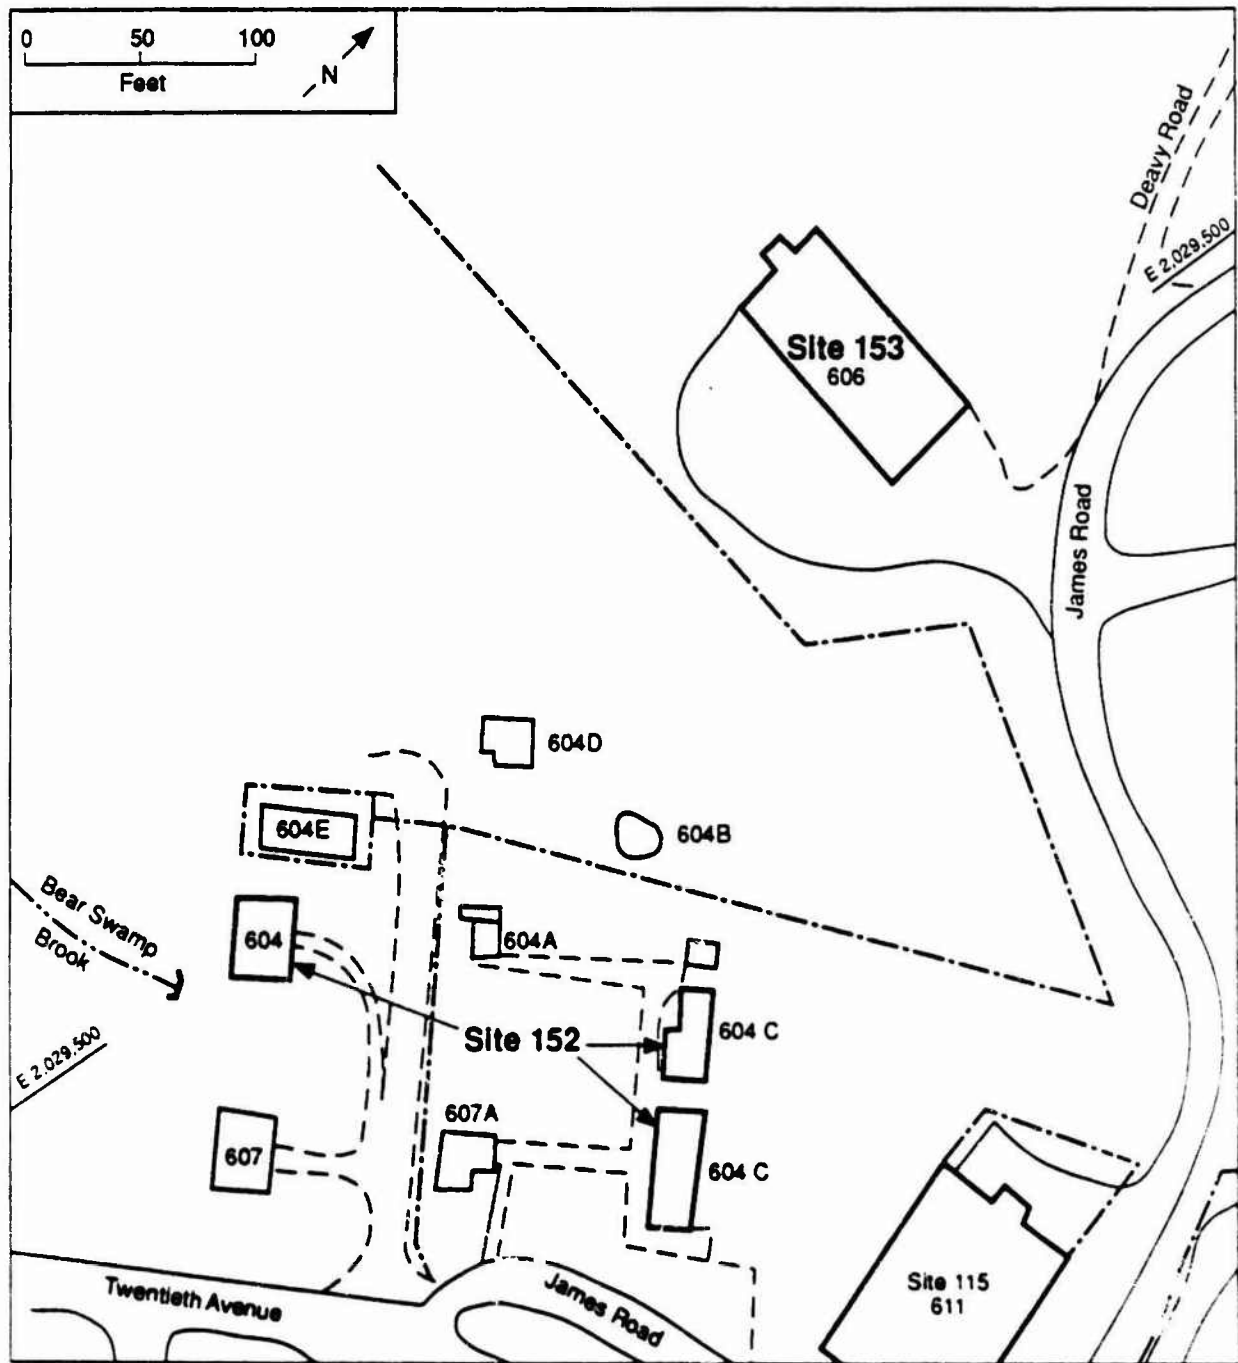 0 50 100
Feet
N
Deavy Road
E 2,029,500
Site 153
606
James Road
604D
604E
604B
Bear Swamp
Brook
604
604A
Site 152
604 C
E 2,029,500
607A
607
604 C
Site 115
611
Twentieth Avenue
James Road